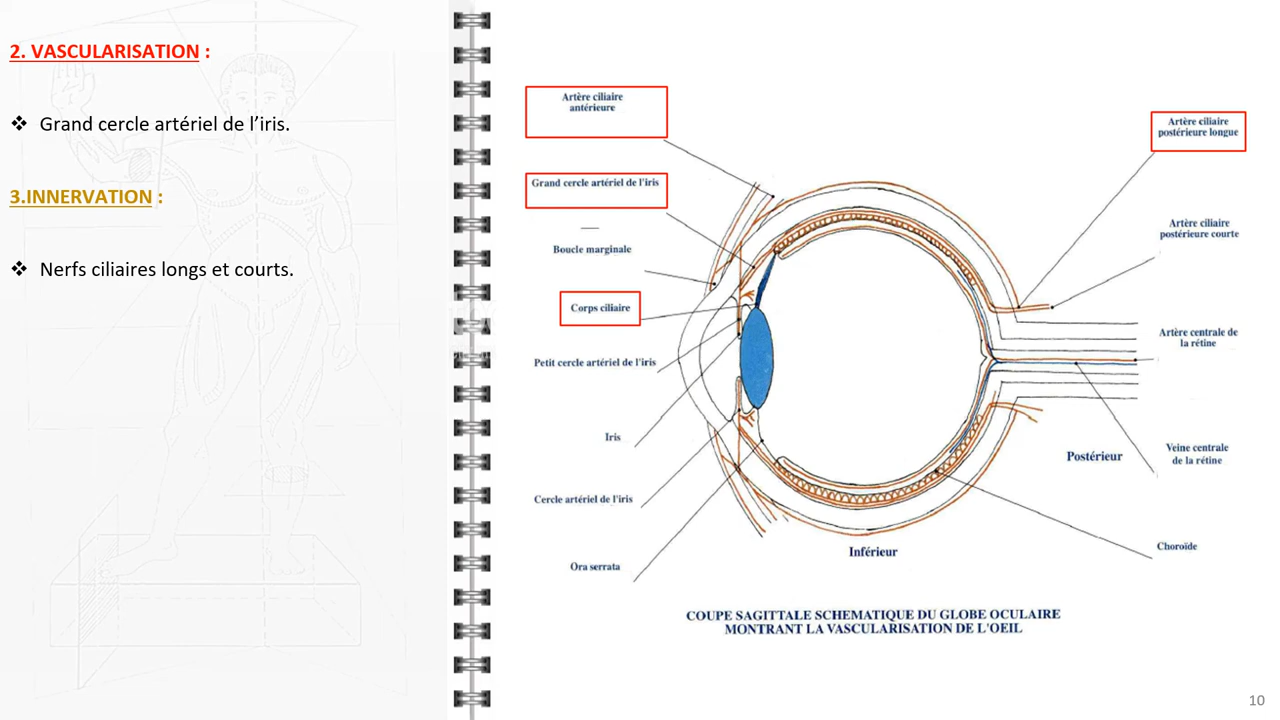 2. VASCULARISATION :
❖ Grand cercle artériel de l’iris.
3.INNERVATION :
❖ Nerfs ciliaires longs et courts.
Artère ciliaire
antérieure
Grand cercle artériel de l'iris
Boucle marginale
Corps ciliaire
Petit cercle artériel de l'iris
Iris
Cercle artériel de l'iris
Ora serrata
Artère ciliaire
postérieure longue
Artère ciliaire
postérieure courte
Artère centrale de
la rétine
Postérieur
Veine centrale
de la rétine
Choroïde
Inférieur
COUPE SAGITTALE SCHEMATIQUE DU GLOBE OCULAIRE
MONTRANT LA VASCULARISATION DE L'OEIL
10